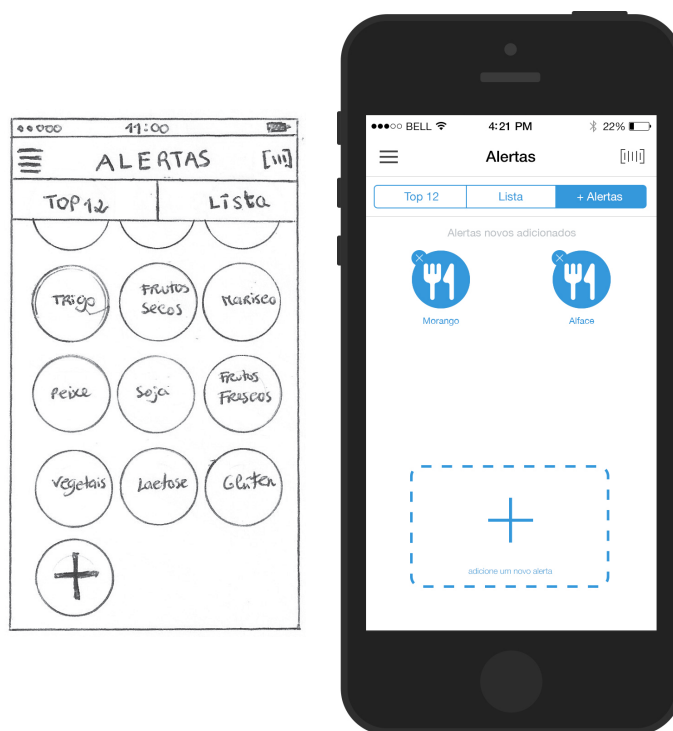 11:00
ALERTAS
TOP 12 Lista
Trigo Frutos Secos Marisco
Peixe Soja Frutos Frescos
Vegetais Lactose Glúten
+
BELL 4:21 PM 22%
Alertas
Top 12 Lista + Alertas
Alertas novos adicionados
Morango Alface
adicione um novo alerta